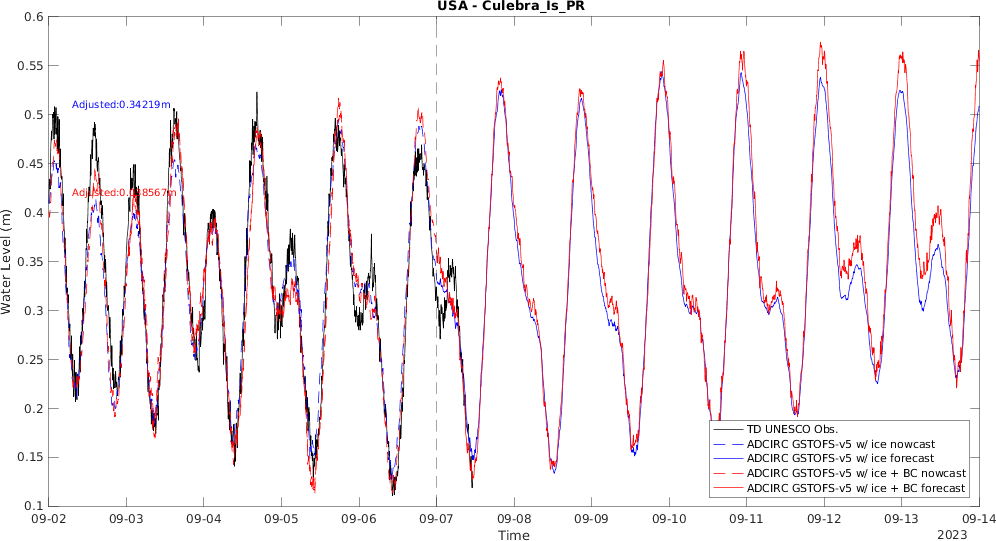 USA - Culebra_Is_PR
0.6
0.55
0.5
0.45
0.4
0.35
0.3
0.25
0.2
0.15
0.1
Water Level (m)
Adjusted:0.34219m
TD UNESCO Obs.
ADCIRC GSTOFS-v5 w/ ice nowcast
ADCIRC GSTOFS-v5 w/ ice forecast
ADCIRC GSTOFS-v5 w/ ice + BC nowcast
ADCIRC GSTOFS-v5 w/ ice + BC forecast
09-02 09-03 09-04 09-05 09-06 09-07 09-08 09-09 09-10 09-11 09-12 09-13 09-14
Time
2023